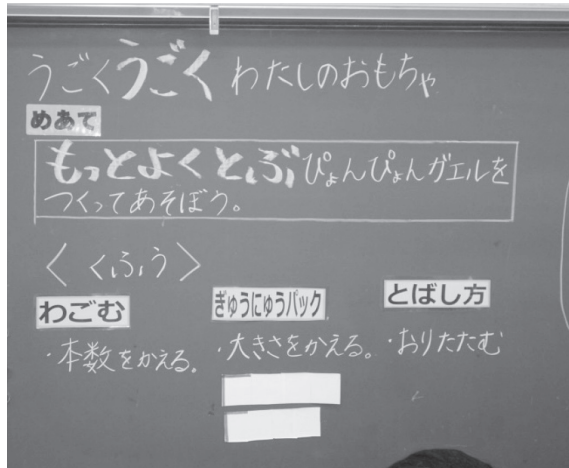 うごくうごくわたしのおもちゃ
めあて
もっとよくとぶぴょんぴょんガエルを
つくってあそぼう。
〈くふう〉
わごむ
・本数をかえる。
ぎゅうにゅうパック
・大きさをかえる。
とばし方
・おりたたむ